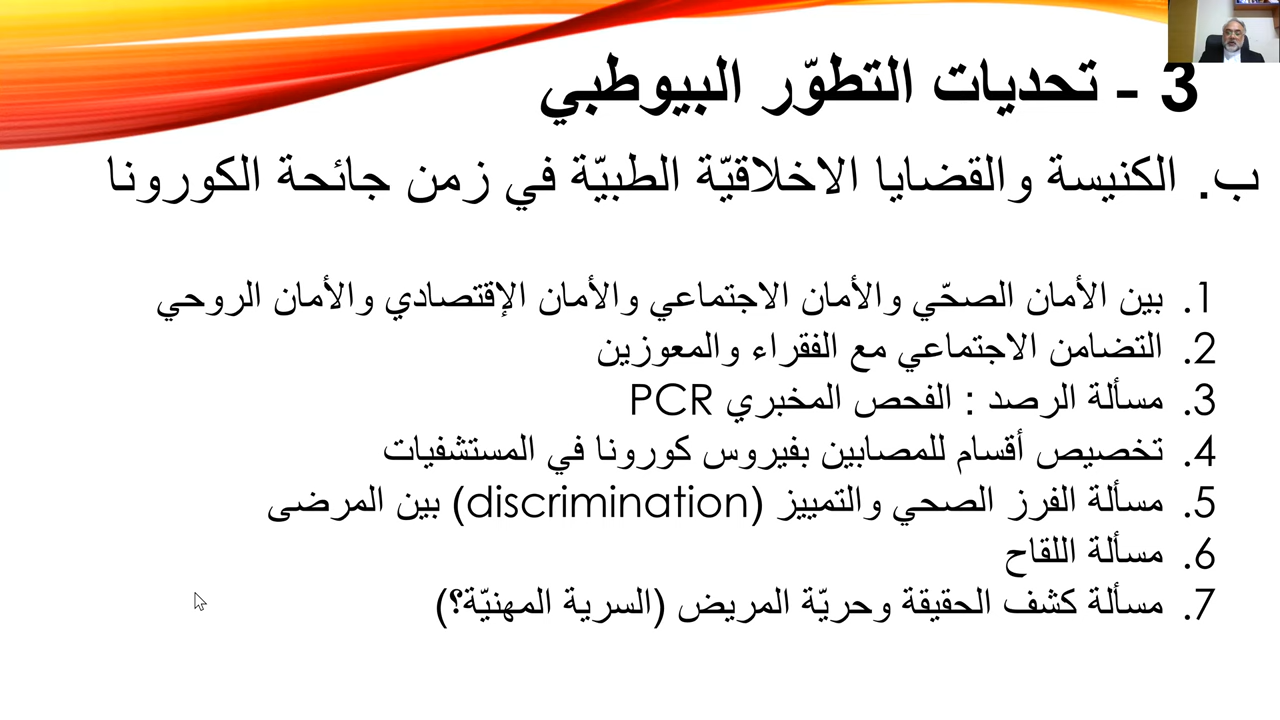 3 - تحديات التطوّر البيوطبي
ب. الكنيسة والقضايا الاخلاقيّة الطبيّة في زمن جائحة الكورونا
1. بين الأمان الصحّي والأمان الاجتماعي والأمان الإقتصادي والأمان الروحي
2. التضامن الاجتماعي مع الفقراء والمعوزين
3. مسألة الرصد : الفحص المخبري PCR
4. تخصيص أقسام للمصابين بفيروس كورونا في المستشفيات
5. مسألة الفرز الصحي والتمييز (discrimination) بين المرضى
6. مسألة اللقاح
7. مسألة كشف الحقيقة وحريّة المريض (السرية المهنيّة؟)